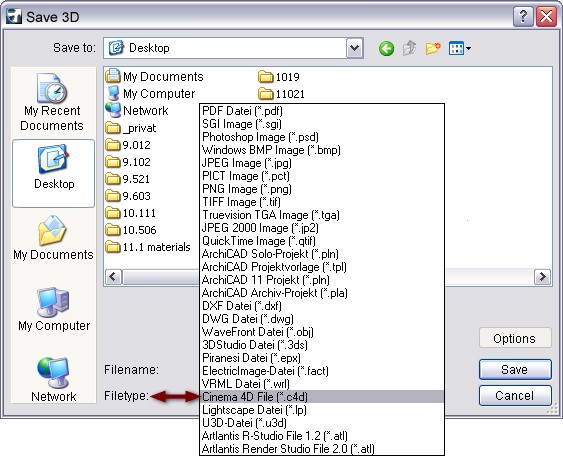 Save 3D
Save to:
Desktop
My Recent
Documents
Desktop
My Documents
My Computer
Network
My Documents
My Computer
Network
_privat
9.012
9.102
9.521
9.603
10.111
10.506
11.1 materials
1019
11021
PDF Datei (*.pdf)
SGI Image (*.sgi)
Photoshop Image (*.psd)
Windows BMP Image (*.bmp)
JPEG Image (*.jpg)
PICT Image (*.pct)
PNG Image (*.png)
TIFF Image (*.tif)
Truevision TGA Image (*.tga)
JPEG 2000 Image (*.jp2)
QuickTime Image (*.qtif)
ArchiCAD Solo-Projekt (*.pln)
ArchiCAD Projektvorlage (*.tpl)
ArchiCAD 11 Projekt (*.pln)
ArchiCAD Archiv-Projekt (*.pla)
DXF Datei (*.dxf)
DWG Datei (*.dwg)
WaveFront Datei (*.obj)
3DStudio Datei (*.3ds)
Piranesi Datei (*.epx)
ElectricImage-Datei (*.fact)
VRML Datei (*.wrl)
Cinema 4D File (*.c4d)
Lightscape Datei (*.lp)
U3D-Datei (*.u3d)
Artlantis R-Studio File 1.2 (*.atl)
Artlantis Render Studio File 2.0 (*.atl)
Filename:
Filetype:
Options
Save
Cancel